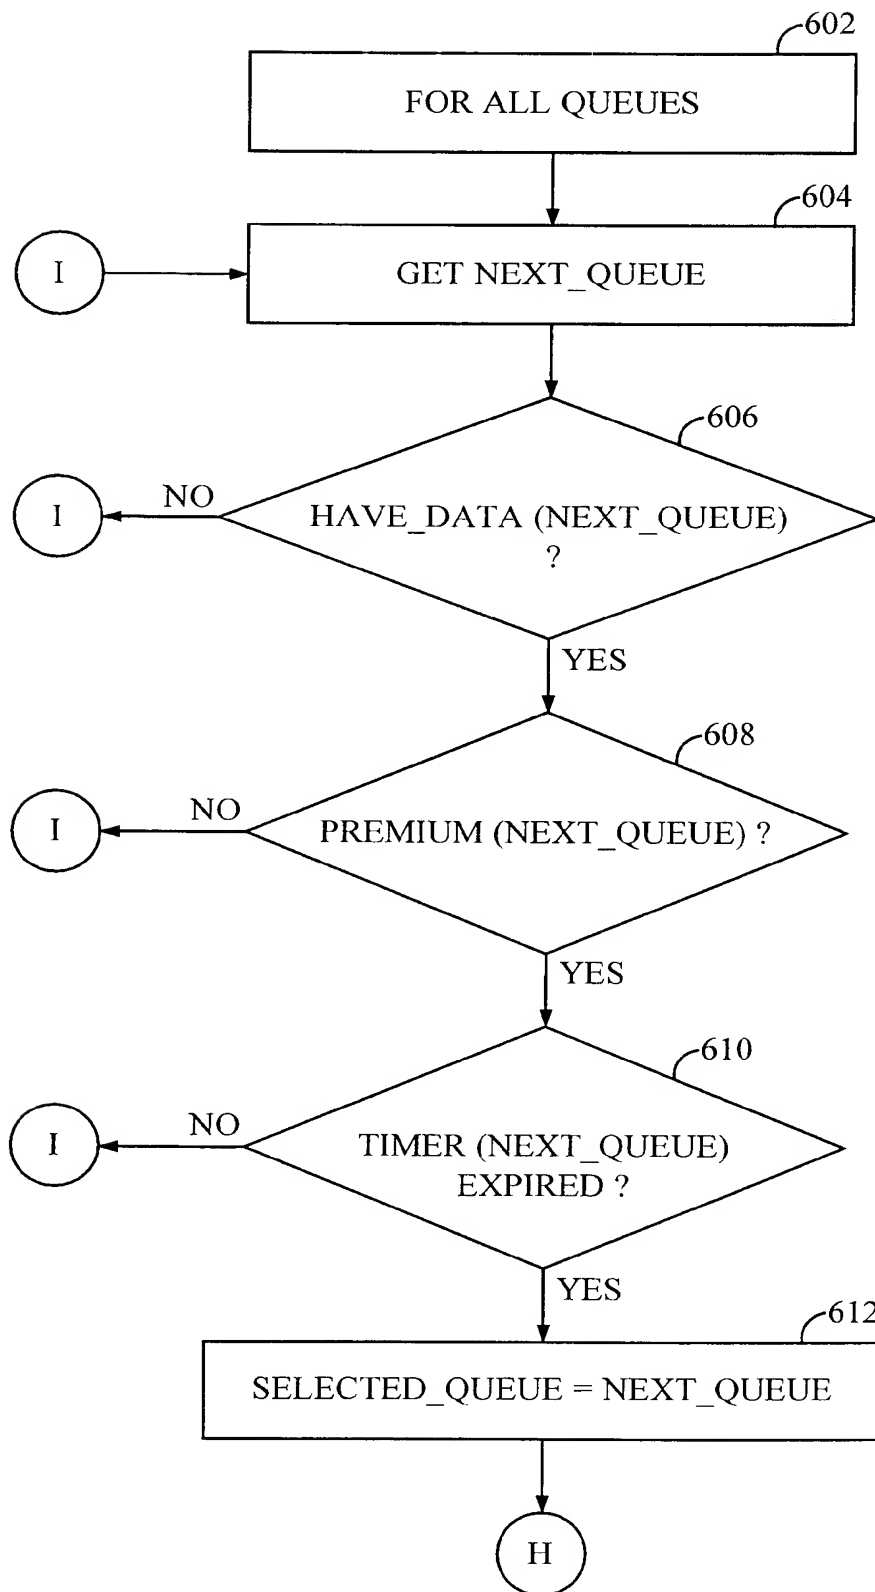 602
FOR ALL QUEUES
604
I
GET NEXT_QUEUE
606
I
NO
HAVE_DATA (NEXT_QUEUE)
?
YES
608
I
NO
PREMIUM (NEXT_QUEUE) ?
YES
610
I
NO
TIMER (NEXT_QUEUE)
EXPIRED ?
YES
612
SELECTED_QUEUE = NEXT_QUEUE
H